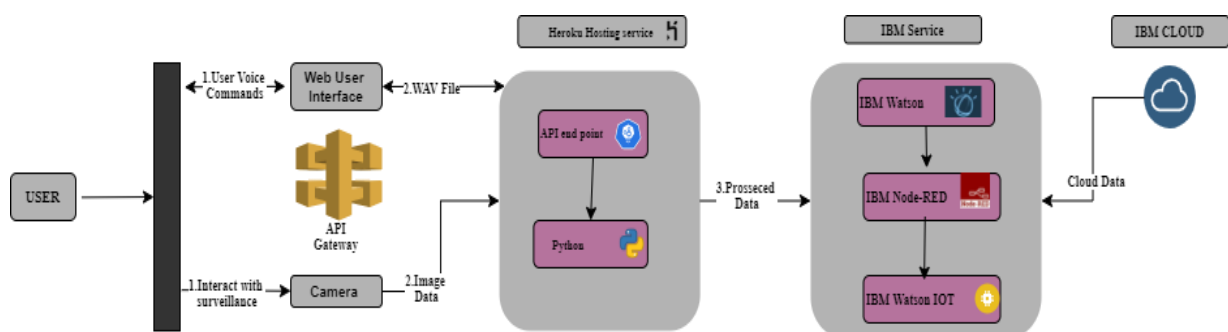 Heroku Hosting service
IBM Service
IBM CLOUD
1.User Voice
Commands
Web User
Interface
2.WAV File
IBM Watson
API end point
USER
API
Gateway
3.Prosseced
Data
IBM Node-RED
Node-RED
Cloud Data
Python
1.Interact with
surveillance
Camera
2.Image
Data
IBM Watson IOT